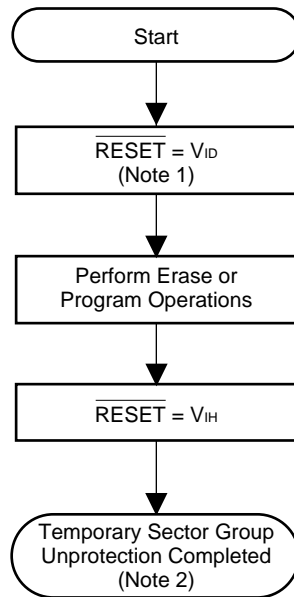 Start
RESET = VID
(Note 1)
Perform Erase or
Program Operations
RESET = VIH
Temporary Sector Group
Unprotection Completed
(Note 2)